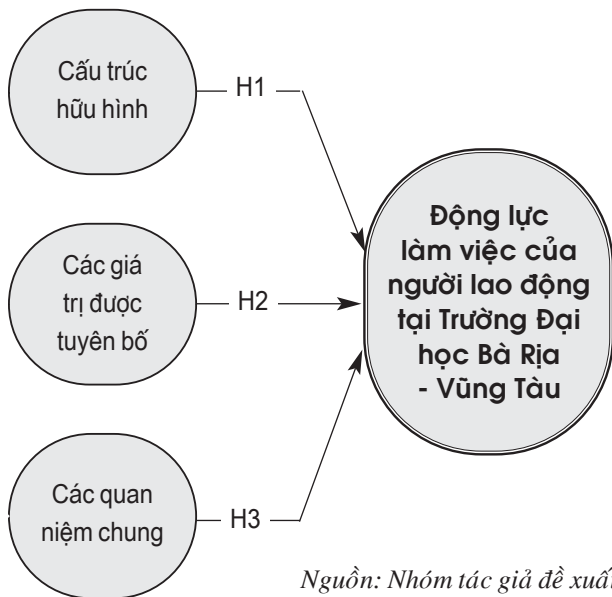 Cấu trúc
hữu hình
H1
Các giá
trị được
tuyên bố
H2
Động lực
làm việc của
người lao động
tại Trường Đại
học Bà Rịa
- Vũng Tàu
Các quan
niệm chung
H3
Nguồn: Nhóm tác giả đề xuất